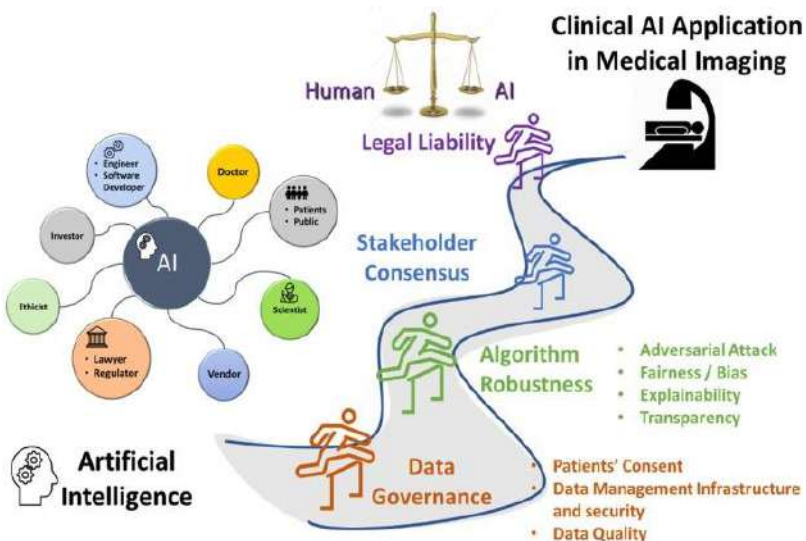 Clinical AI Application
in Medical Imaging
Human AI
Legal Liability
• Engineer
• Software
Developer
Doctor
• Patients
• Public
Investor
AI
Stakeholder
Consensus
Ethicist
Scientist
• Lawyer
• Regulator
Vendor
Algorithm
Robustness
• Adversarial Attack
• Fairness / Bias
• Explainability
• Transparency
Artificial
Intelligence
Data
Governance
• Patients' Consent
• Data Management Infrastructure
and security
• Data Quality